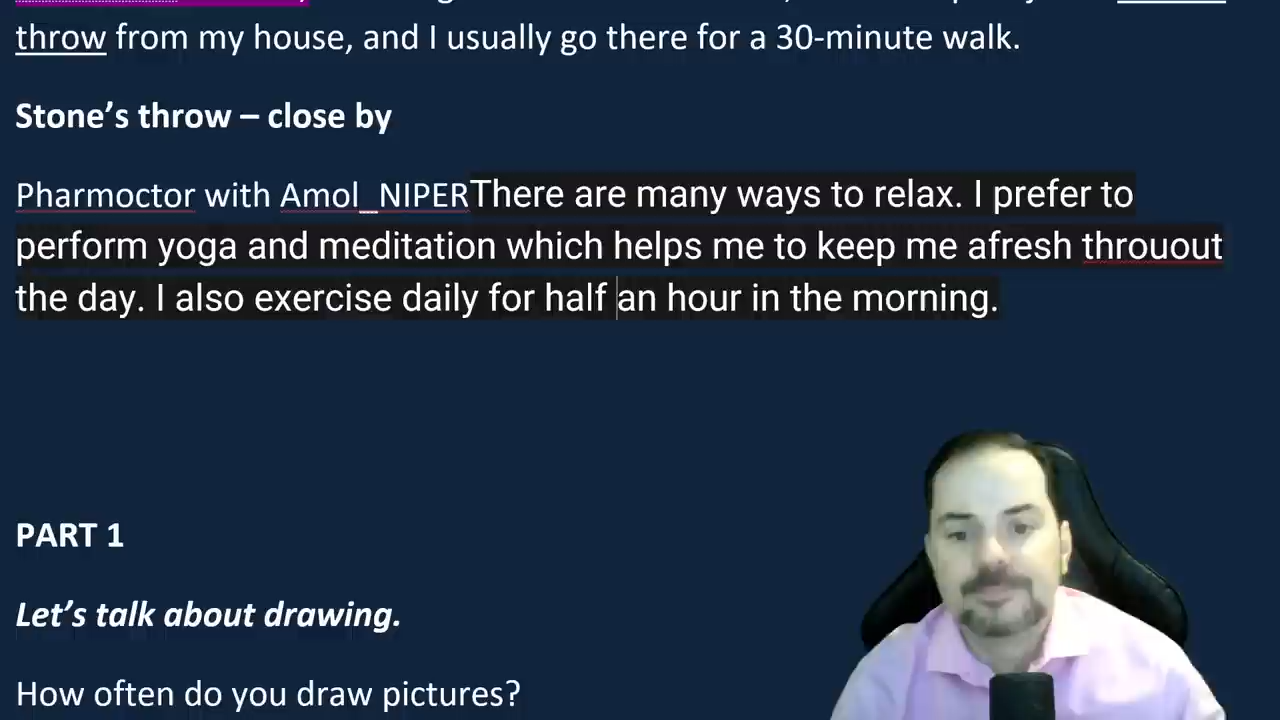 throw from my house, and I usually go there for a 30-minute walk.
Stone's throw – close by
Pharmoctor with Amol_NIPERThere are many ways to relax. I prefer to
perform yoga and meditation which helps me to keep me afresh throuout
the day. I also exercise daily for half an hour in the morning.
PART 1
Let's talk about drawing.
How often do you draw pictures?